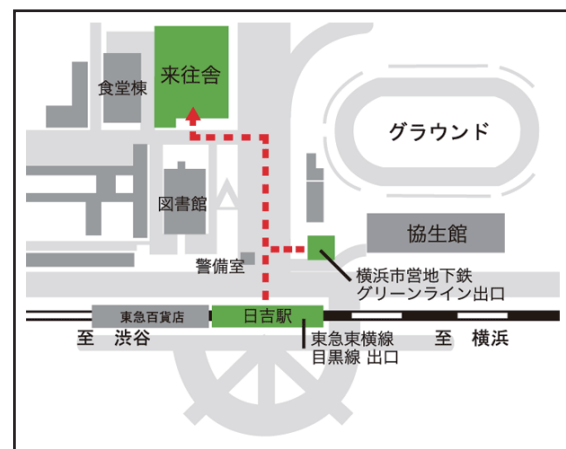 来往舎
食堂棟
グラウンド
図書館
協生館
警備室
横浜市営地下鉄
グリーンライン出口
東急百貨店
日吉駅
至 渋谷
東急東横線
目黒線 出口
至 横浜